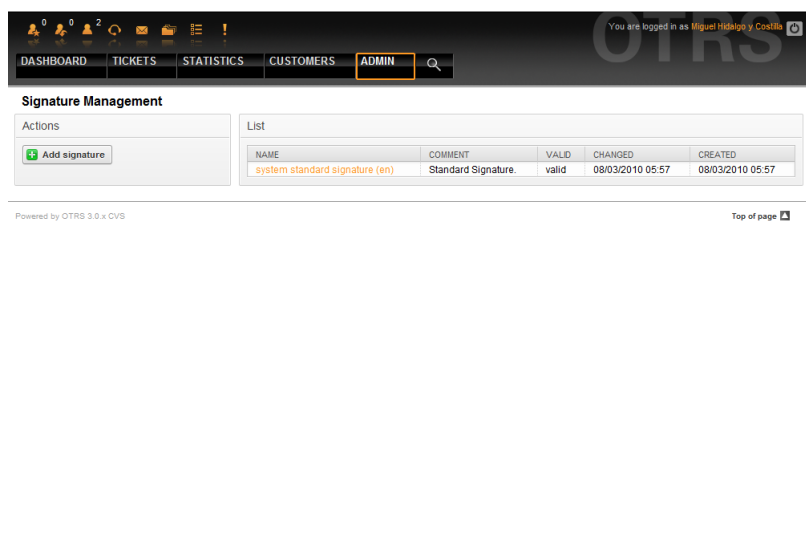 0 0 2
You are logged in as Miguel Hidalgo y Costilla
OTRS
DASHBOARD TICKETS STATISTICS CUSTOMERS ADMIN
Signature Management
Actions
Add signature
List
NAME COMMENT VALID CHANGED CREATED
system standard signature (en) Standard Signature. valid 08/03/2010 05:57 08/03/2010 05:57
Powered by OTRS 3.0.x CVS
Top of page